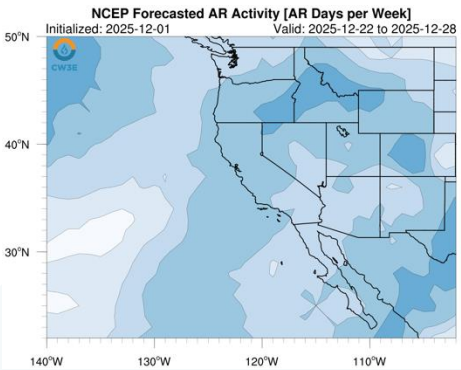 NCEP Forecasted AR Activity [AR Days per Week]
Initialized: 2025-12-01 Valid: 2025-12-22 to 2025-12-28
50°N
CW3E
40°N
30°N
140°W 130°W 120°W 110°W